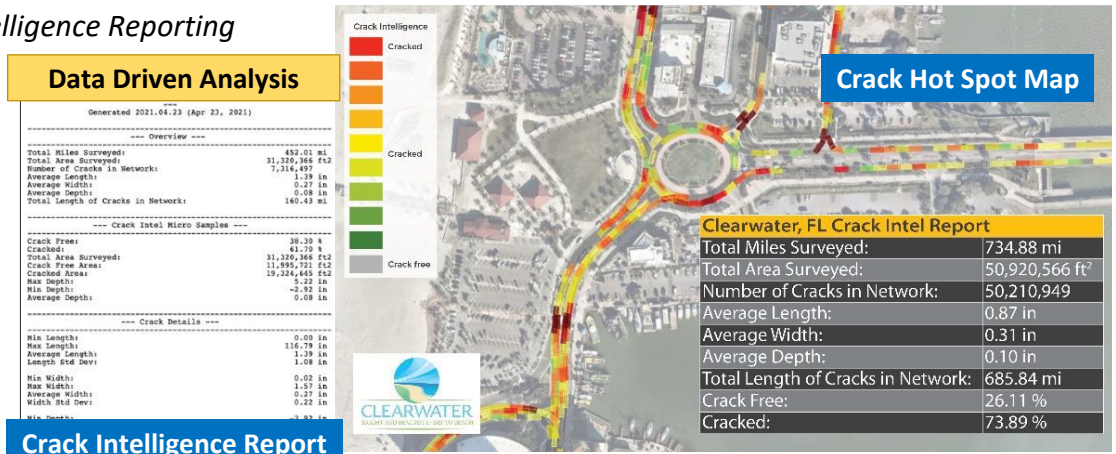 lligence Reporting
Data Driven Analysis
Generated 2021.04.23 (Apr 23, 2021)
--- Overview ---
Total Miles Surveyed: 452.01 mi
Total Area Surveyed: 31,320,366 ft2
Number of Cracks in Network: 7,316,497
Average Length: 1.39 in
Average Width: 0.27 in
Average Depth: 0.08 in
Total Length of Cracks in Network: 160.43 mi
--- Crack Intel Micro Samples ---
Crack Free: 38.30 %
Cracked: 61.70 %
Total Area Surveyed: 31,320,366 ft2
Crack Free Area: 11,995,721 ft2
Cracked Area: 19,324,645 ft2
Max Depth: 5.22 in
Min Depth: -2.92 in
Average Depth: 0.08 in
--- Crack Details ---
Min Length: 0.00 in
Max Length: 116.79 in
Average Length: 1.39 in
Length Std Dev: 1.08 in
Min Width: 0.02 in
Max Width: 1.57 in
Average Width: 0.27 in
Width Std Dev: 0.22 in
Min Depth: -2.92 in
Crack Intelligence Report
Crack Intelligence
Cracked
Cracked
Crack free
Crack Hot Spot Map
CLEARWATER
BRIGHT AND BEAUTIFUL • BAY TO BEACH
Clearwater, FL Crack Intel Report
Total Miles Surveyed: 734.88 mi
Total Area Surveyed: 50,920,566 ft²
Number of Cracks in Network: 50,210,949
Average Length: 0.87 in
Average Width: 0.31 in
Average Depth: 0.10 in
Total Length of Cracks in Network: 685.84 mi
Crack Free: 26.11 %
Cracked: 73.89 %